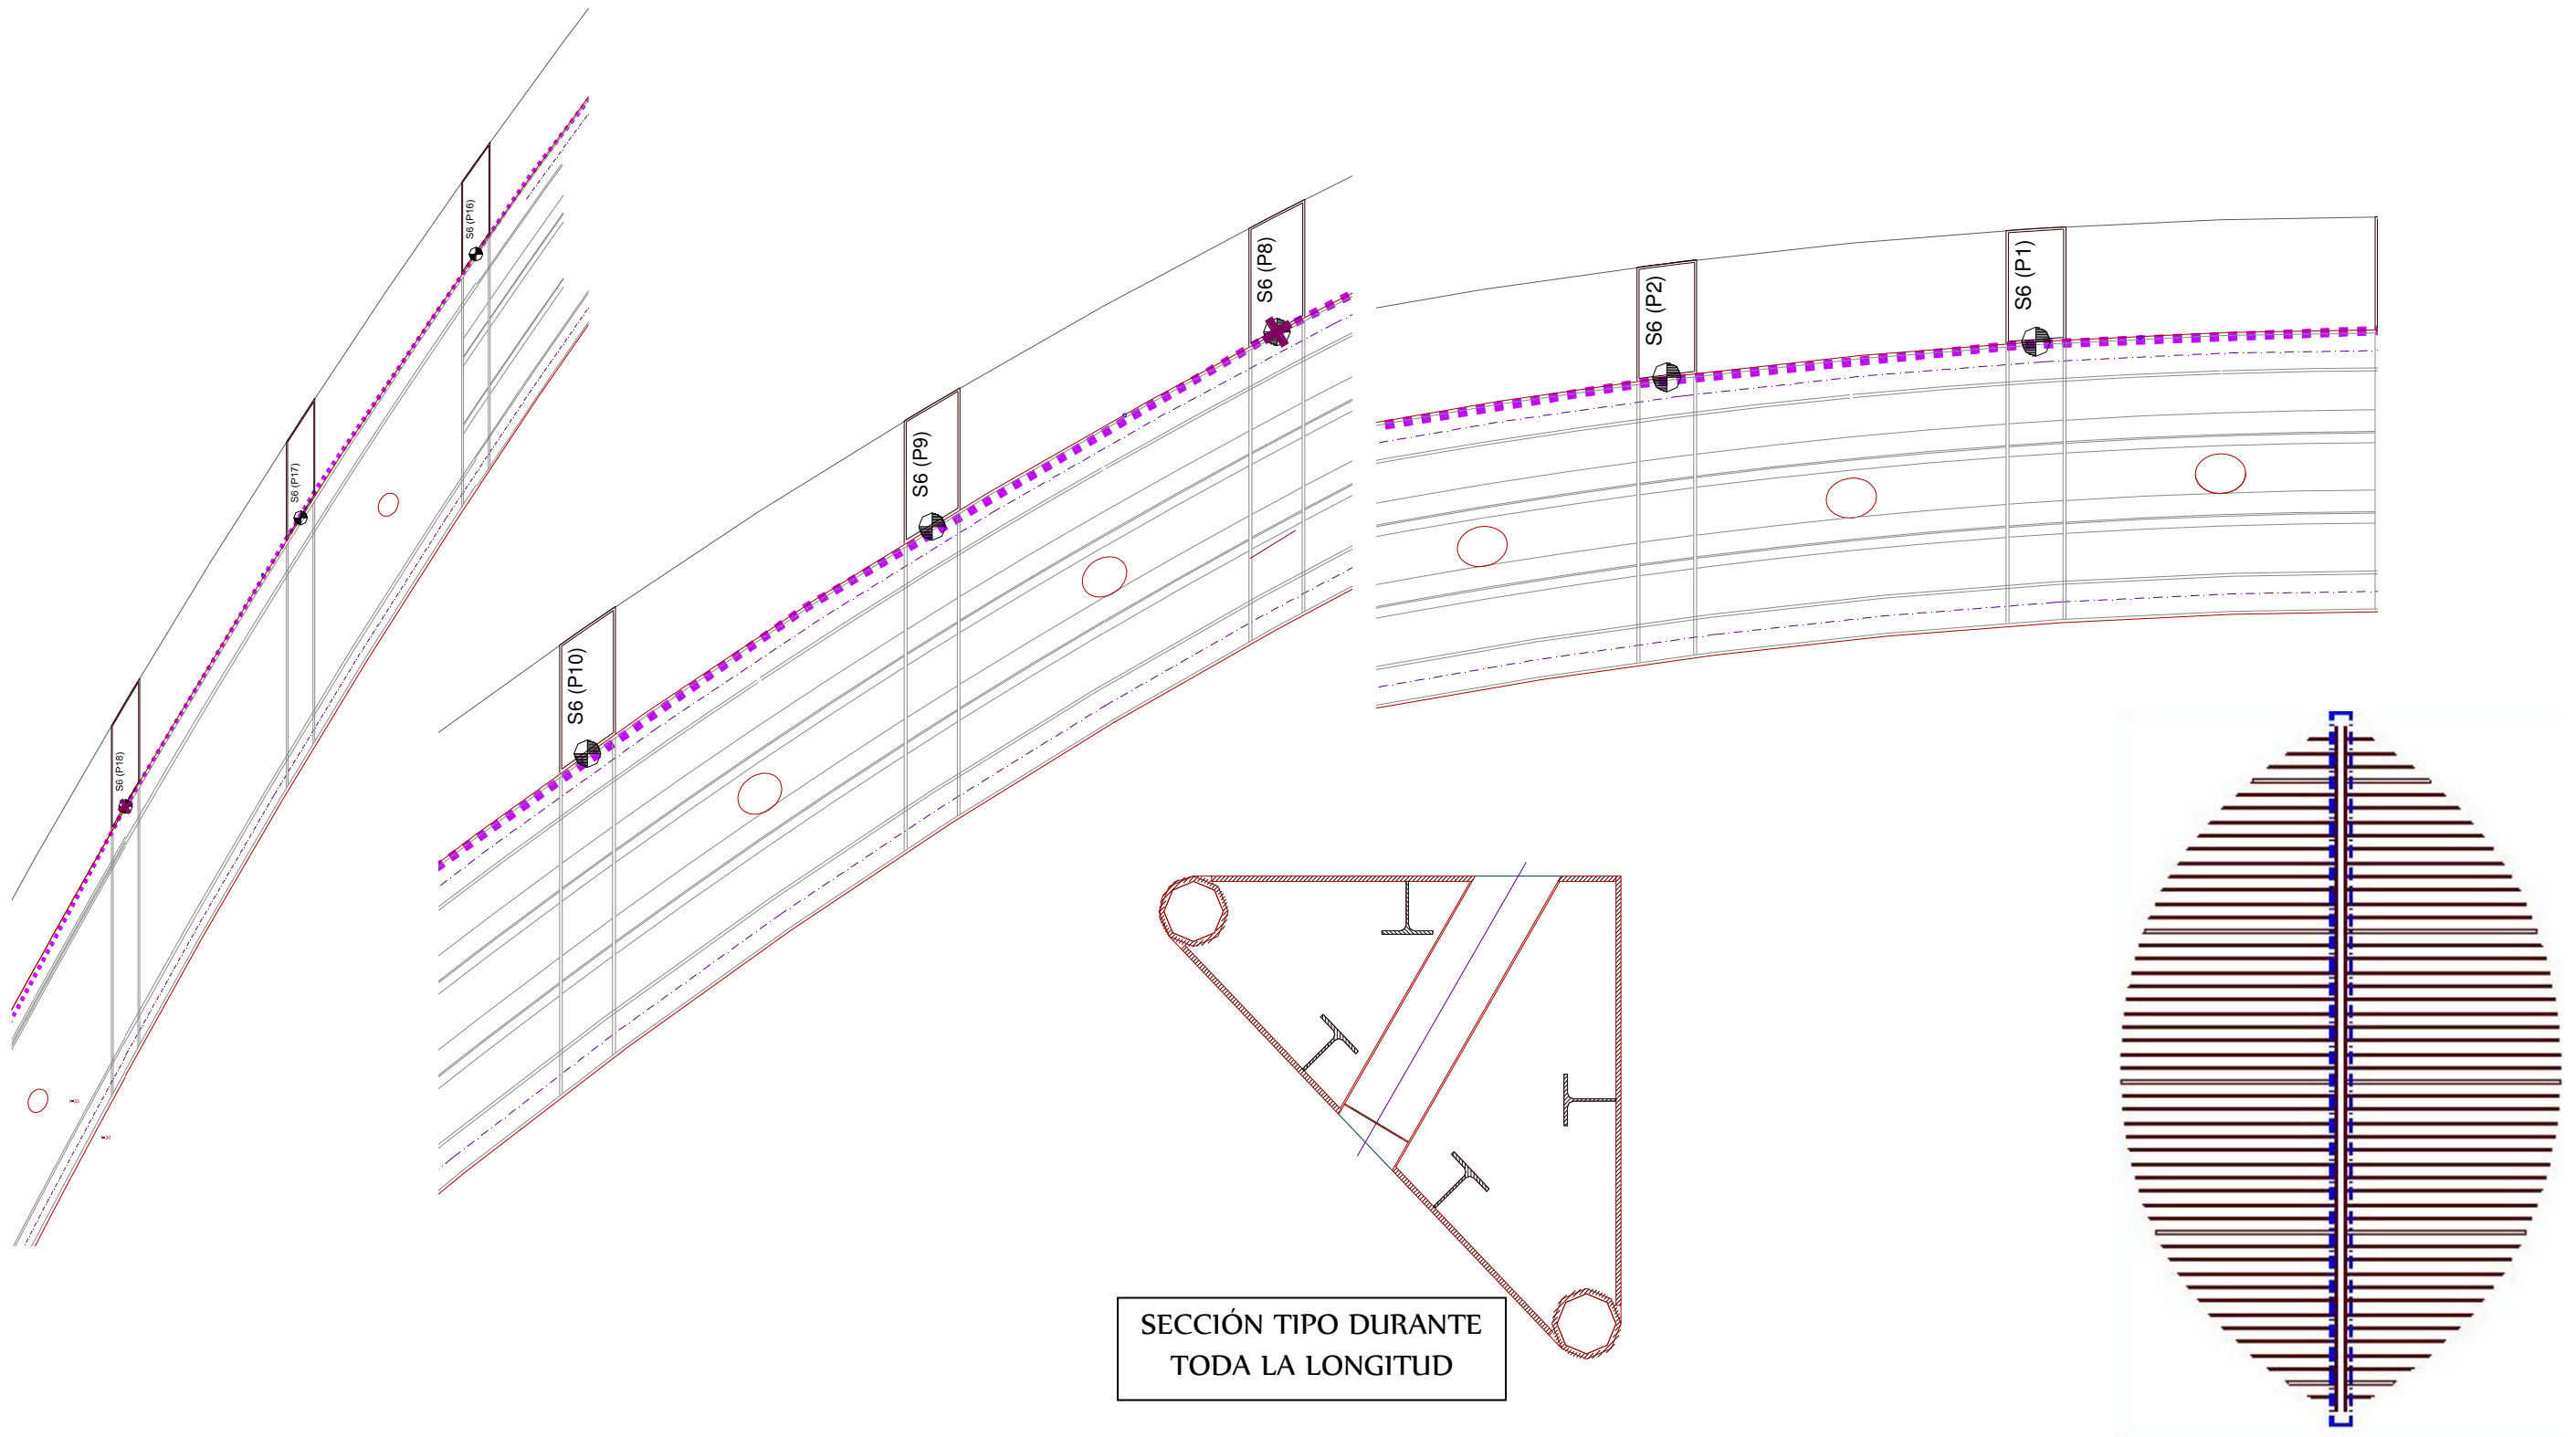 S6 (P16)
S6 (P17)
S6 (P18)
S6 (P8)
S6 (P9)
S6 (P10)
S6 (P1)
S6 (P2)
SECCIÓN TIPO DURANTE
TODA LA LONGITUD